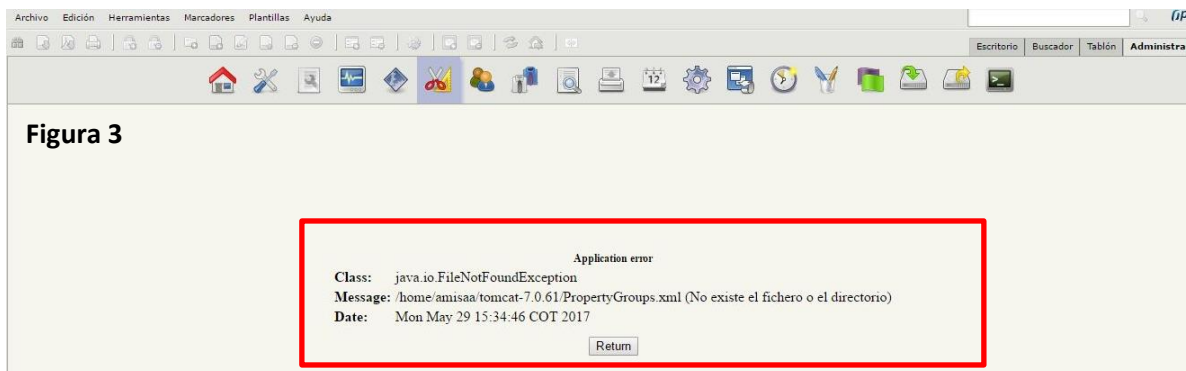 Archivo Edición Herramientas Marcadores Plantillas Ayuda
Escritorio Buscador Tablón Administra
12
Figura 3
Application error
Class: java.io.FileNotFoundException
Message: /home/amisaa/tomcat-7.0.61/PropertyGroups.xml (No existe el fichero o el directorio)
Date: Mon May 29 15:34:46 COT 2017
Return